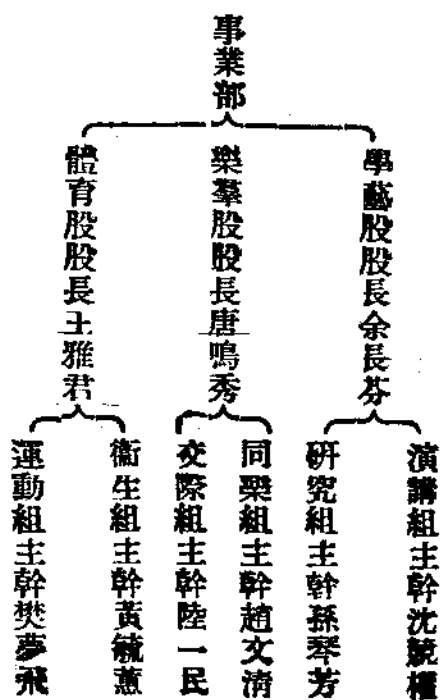 事業部
學藝股股長余長芬
演講組主幹沈競權
研究組主幹孫琴芳
樂羣股股長唐鳴秀
同樂組主幹趙文清
交際組主幹陸一民
體育股股長王雅君
衞生組主幹黃毓蕙
運動組主幹樊夢飛